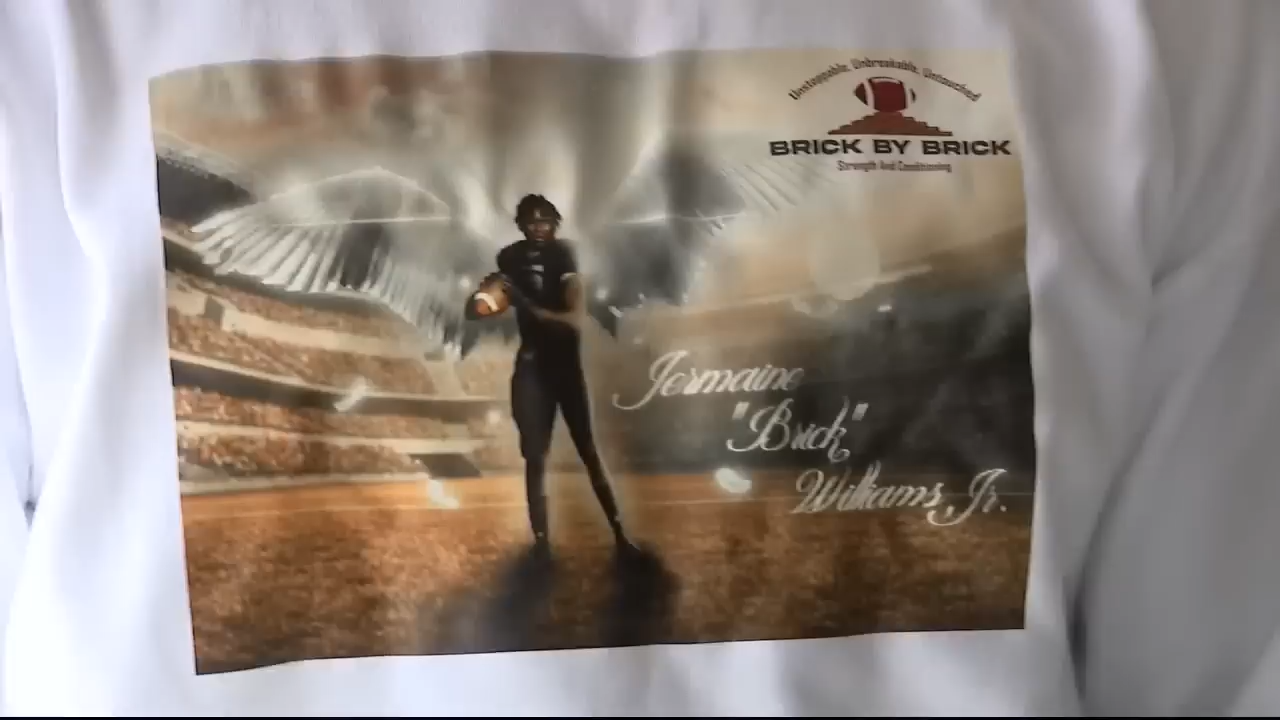 Unstoppable, Unbreakable, Untouched
BRICK BY BRICK
Strength And Conditioning
Jermaine
"Brick"
Williams, Jr.